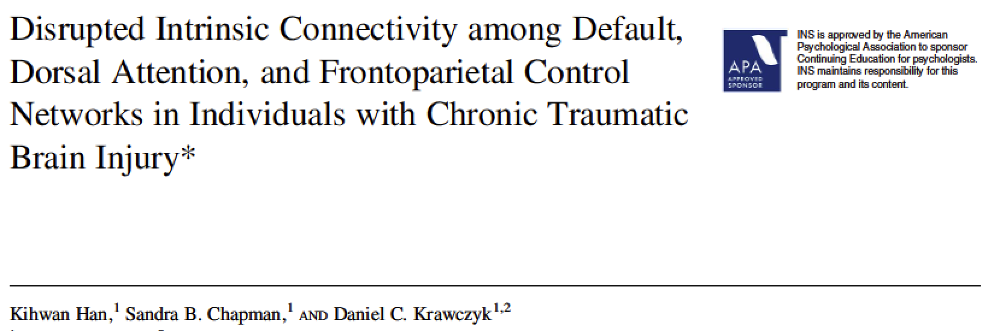 Disrupted Intrinsic Connectivity among Default,
Dorsal Attention, and Frontoparietal Control
Networks in Individuals with Chronic Traumatic
Brain Injury*
APA
APPROVED
SPONSOR
INS is approved by the American
Psychological Association to sponsor
Continuing Education for psychologists.
INS maintains responsibility for this
program and its content.
Kihwan Han,1 Sandra B. Chapman,1 AND Daniel C. Krawczyk1,2